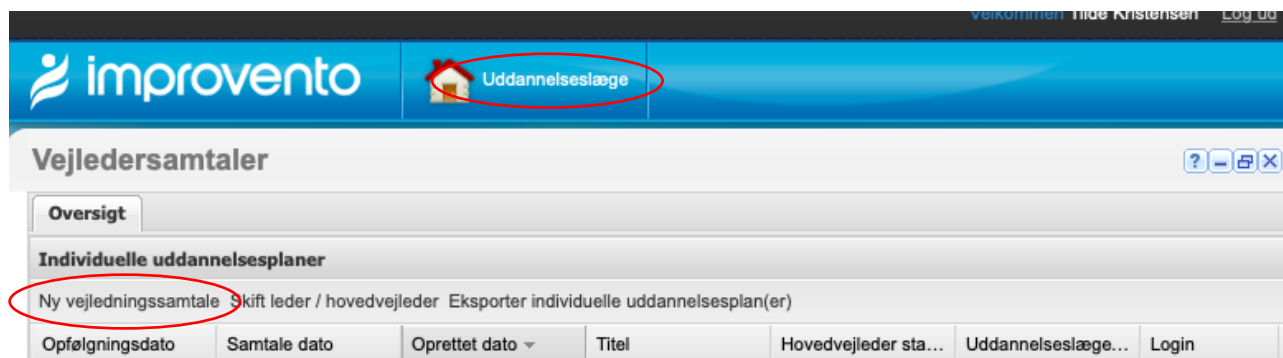 Velkommen Tilde Kristensen Log ud
improvento
Uddannelseslæge
Vejledersamtaler
Oversigt
Individuelle uddannelsesplaner
Ny vejledningssamtale Skift leder / hovedvejleder Eksporter individuelle uddannelsesplan(er)
Opfølgningsdato Samtale dato Oprettet dato Titel Hovedvejleder sta... Uddannelseslæge... Login